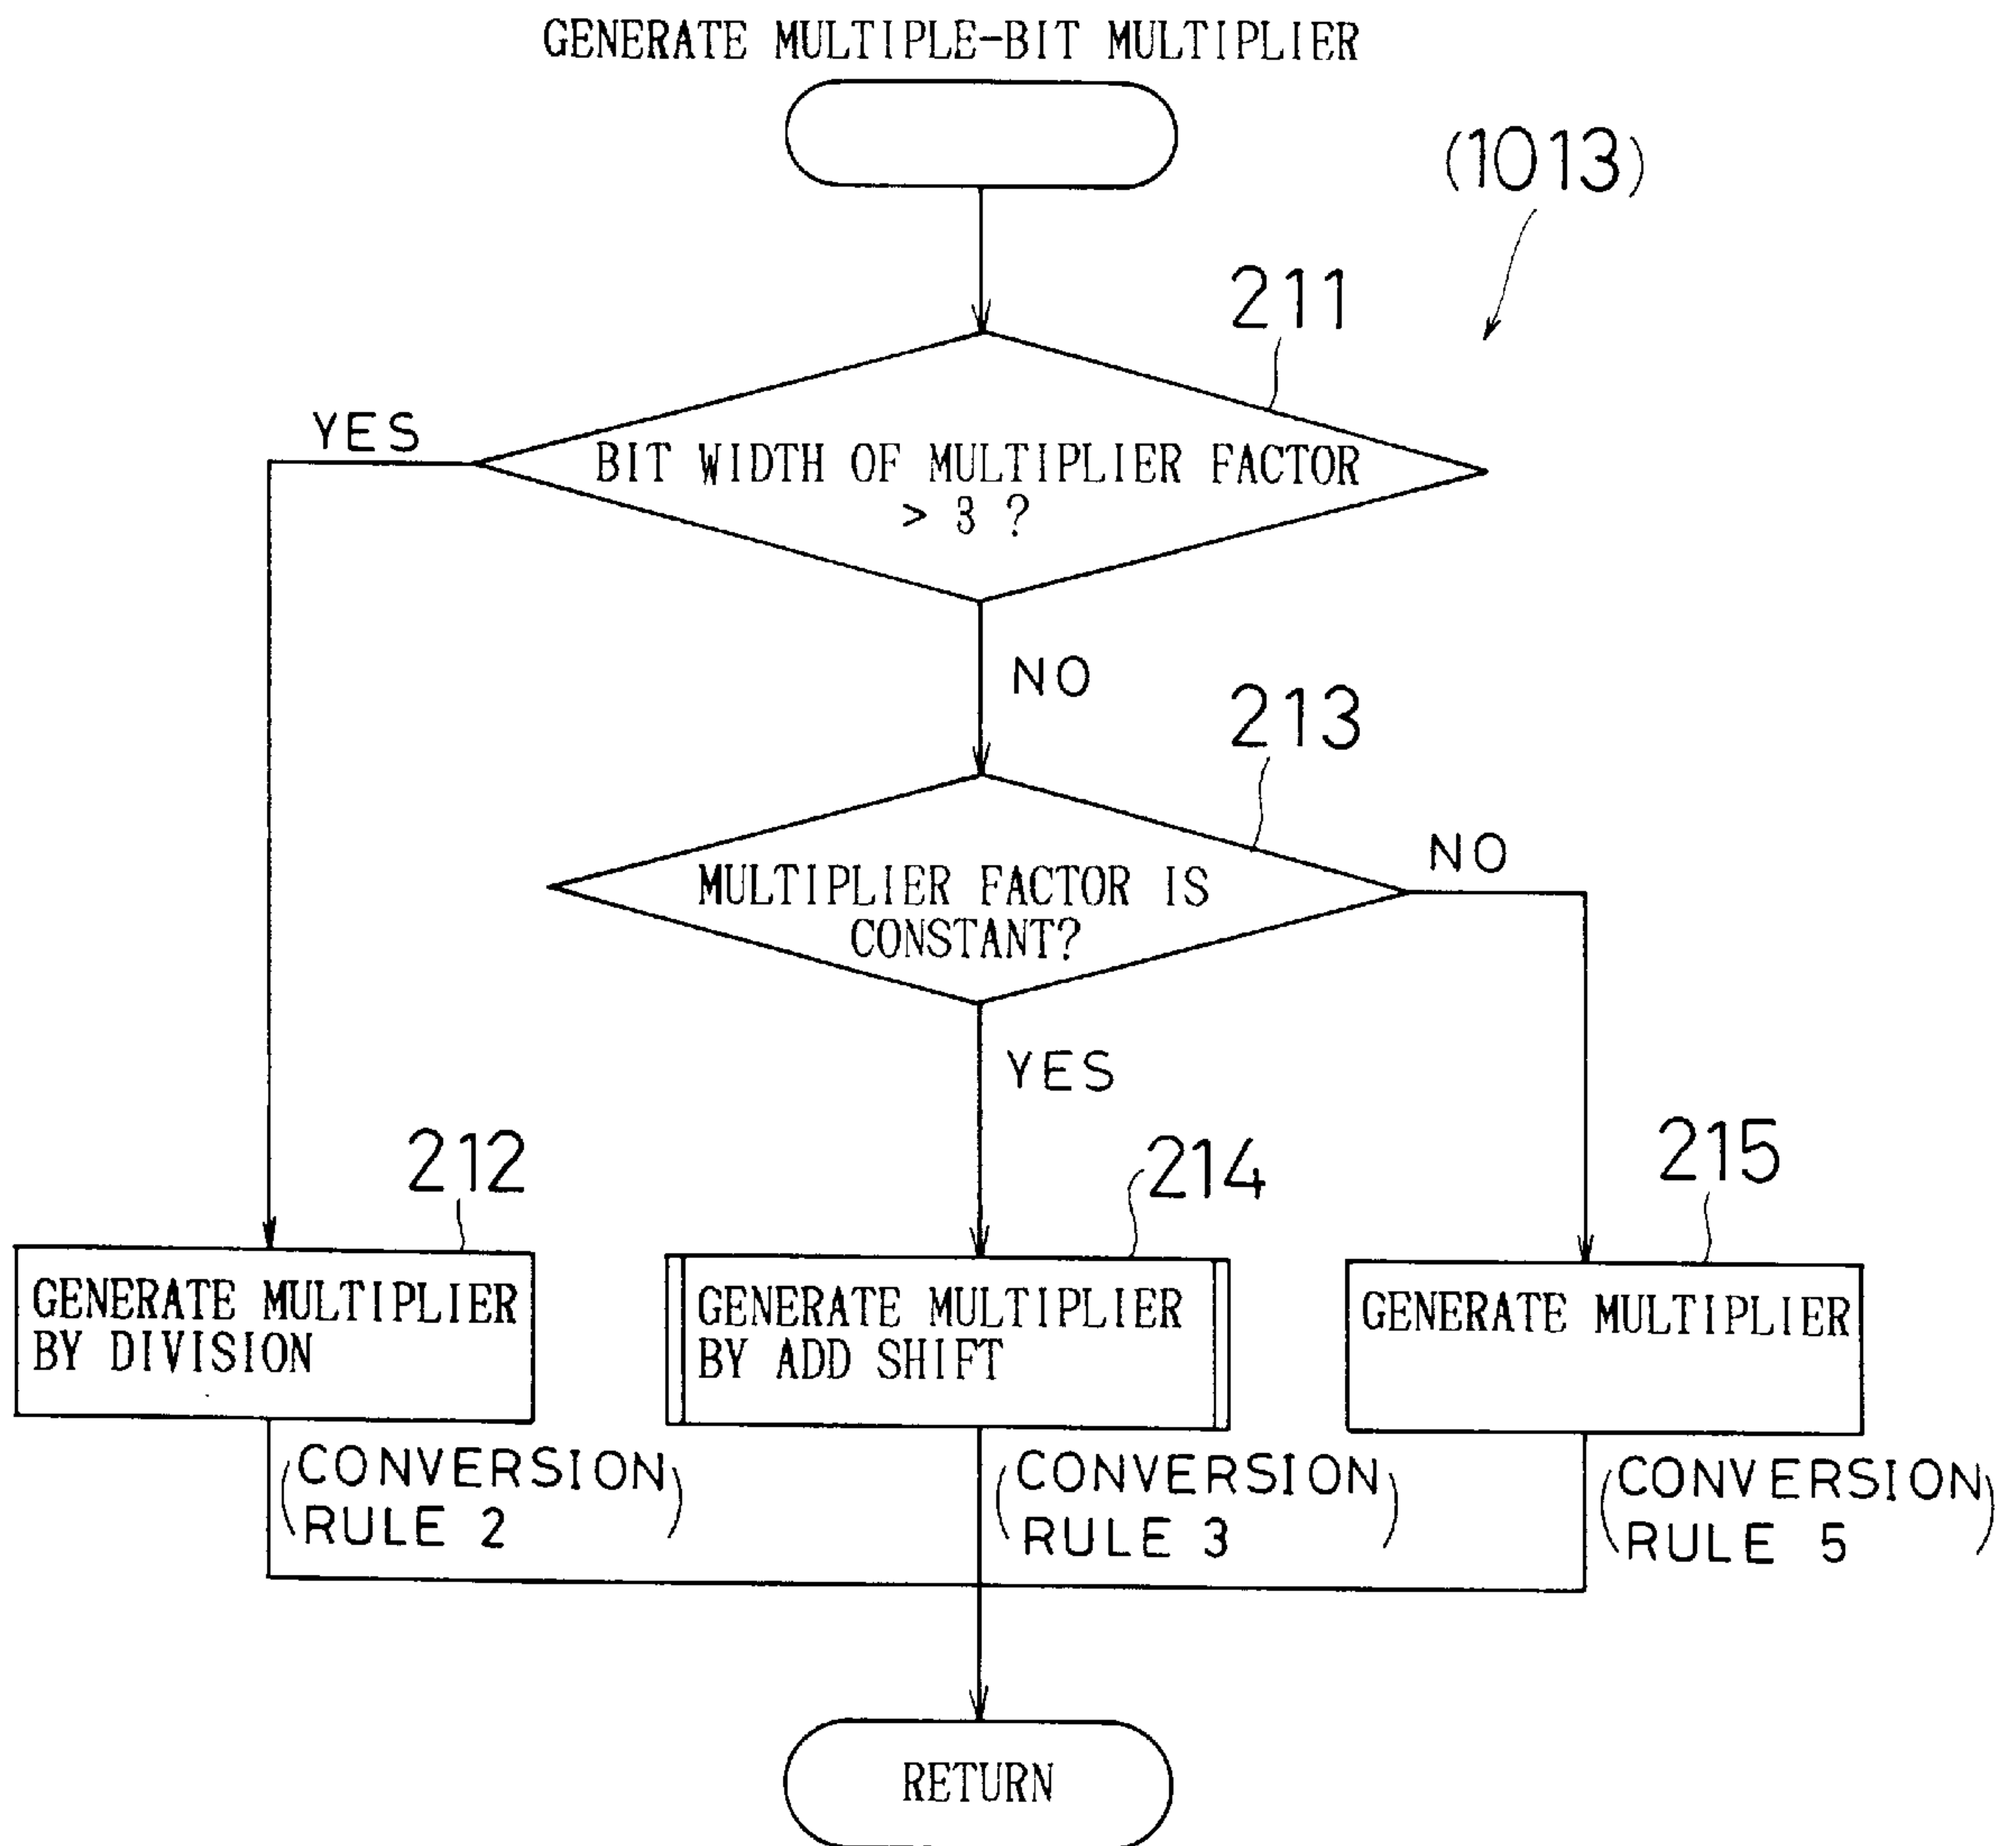 GENERATE MULTIPLE-BIT MULTIPLIER
(1013)
211
YES
BIT WIDTH OF MULTIPLIER FACTOR
> 3 ?
NO
213
NO
MULTIPLIER FACTOR IS
CONSTANT?
YES
212
214
215
GENERATE MULTIPLIER
BY DIVISION
GENERATE MULTIPLIER
BY ADD SHIFT
GENERATE MULTIPLIER
(CONVERSION
RULE 2)
(CONVERSION
RULE 3)
(CONVERSION
RULE 5)
RETURN